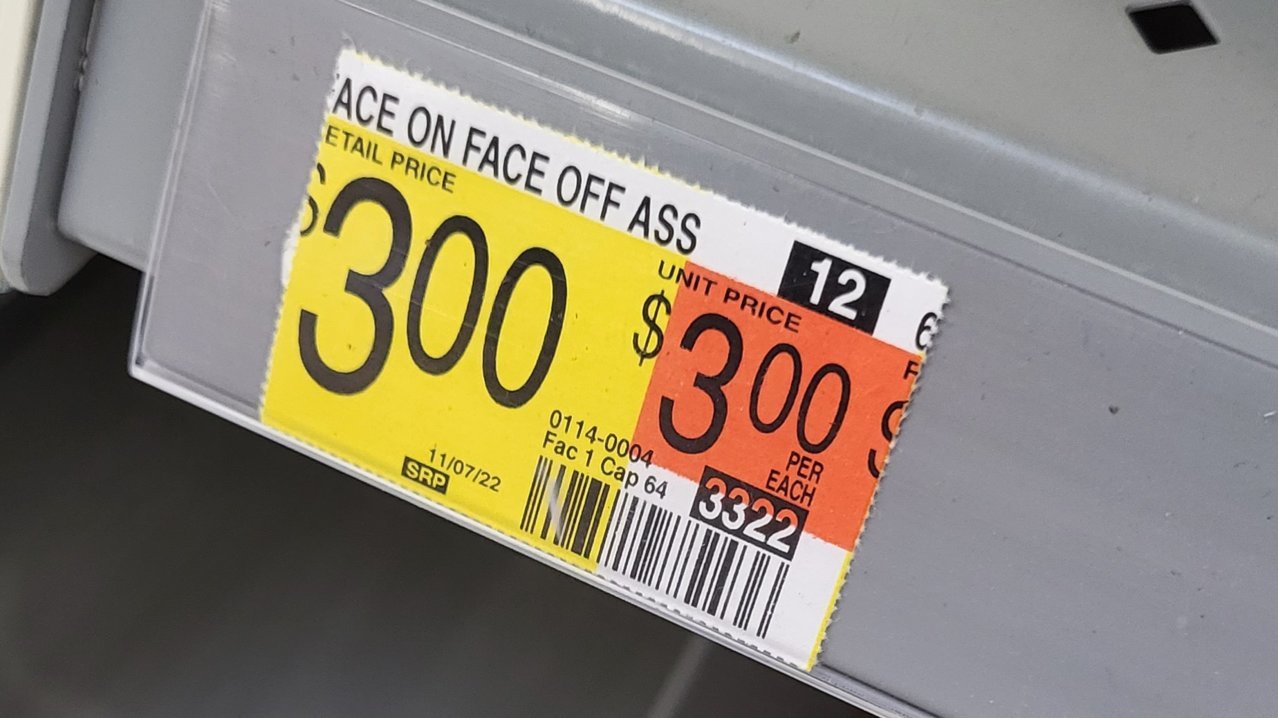 ACE ON FACE OFF ASS
ETAIL PRICE
$300
UNIT PRICE
$300
PER
EACH
12
6
0114-0004
Fac 1 Cap 64
11/07/22
SRP
3322